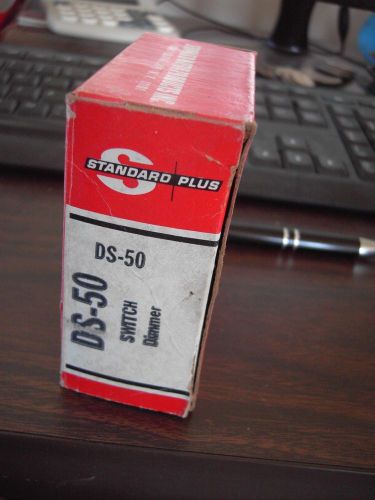 S
STANDARD PLUS
DS-50
DS-50
SWITCH
Dimmer